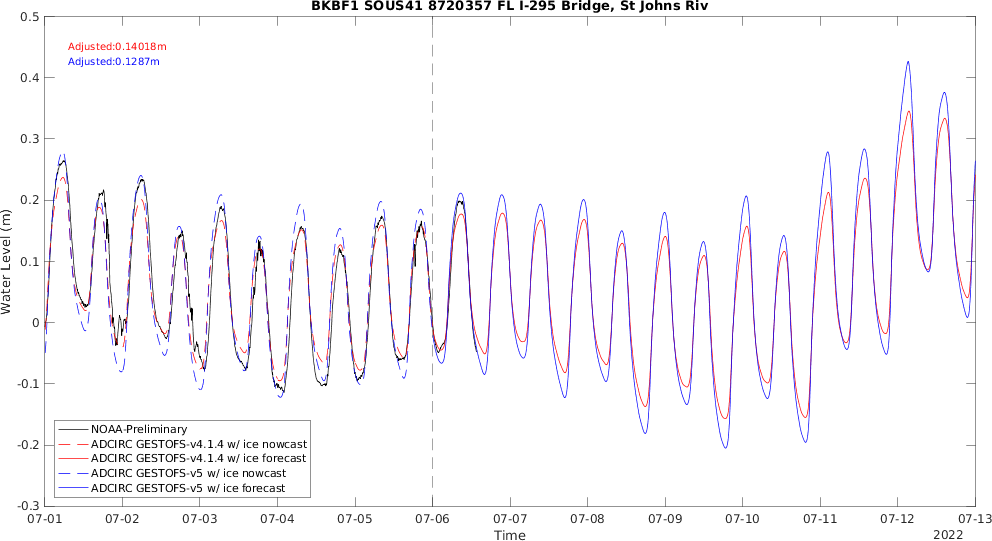 BKBF1 SOUS41 8720357 FL I-295 Bridge, St Johns Riv
Adjusted:0.14018m
Adjusted:0.1287m
0.5
0.4
0.3
0.2
0.1
0
-0.1
-0.2
-0.3
Water Level (m)
NOAA-Preliminary
ADCIRC GESTOFS-v4.1.4 w/ ice nowcast
ADCIRC GESTOFS-v4.1.4 w/ ice forecast
ADCIRC GESTOFS-v5 w/ ice nowcast
ADCIRC GESTOFS-v5 w/ ice forecast
07-01 07-02 07-03 07-04 07-05 07-06 07-07 07-08 07-09 07-10 07-11 07-12 07-13
Time
2022